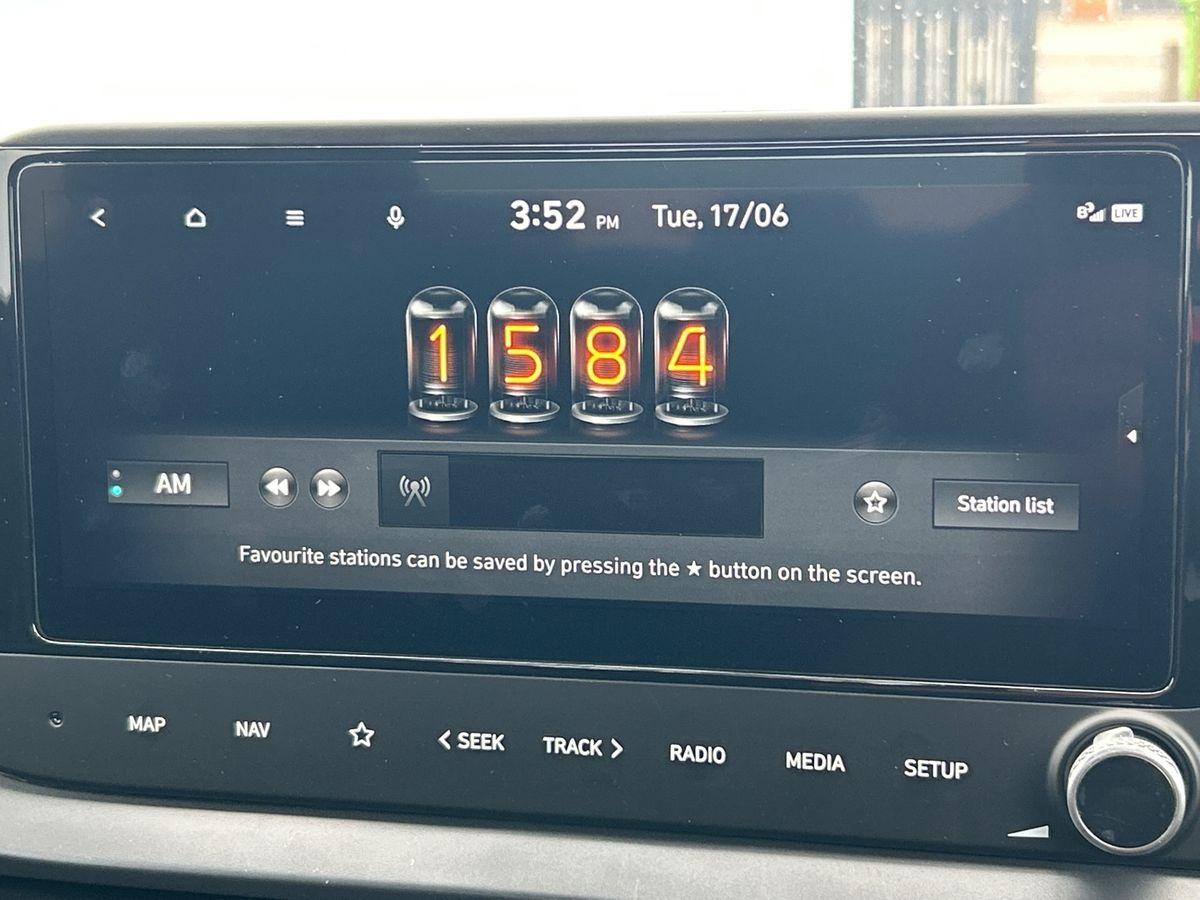 3:52 PM Tue, 17/06 LIVE
1584
AM
Station list
Favourite stations can be saved by pressing the ★ button on the screen.
MAP NAV < SEEK TRACK > RADIO MEDIA SETUP